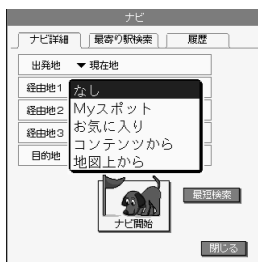 ナビ
ナビ詳細 最寄り駅検索 履歴
出発地 ▼現在地
経由地1 なし
経由地2 Myスポット
お気に入り
経由地3 コンテンツから
目的地 地図上から
最短検索
ナビ開始
閉じる